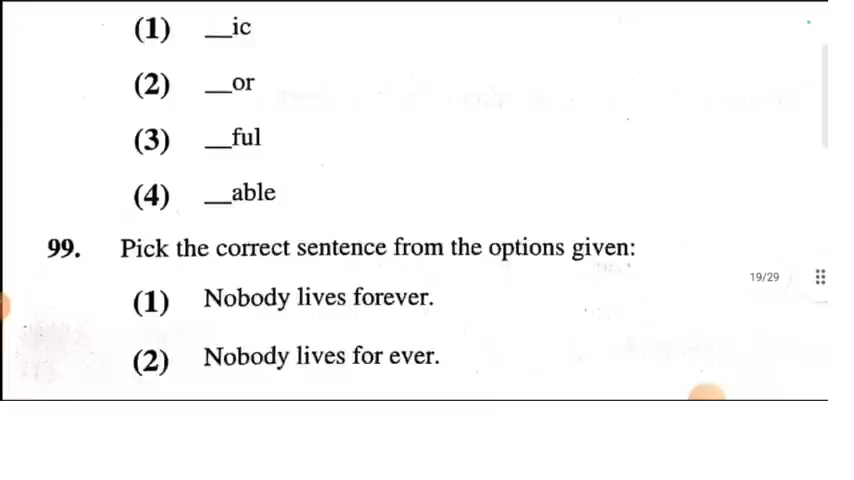 (1) __ic
(2) __or
(3) __ful
(4) __able
99. Pick the correct sentence from the options given:
19/29
(1) Nobody lives forever.
(2) Nobody lives for ever.